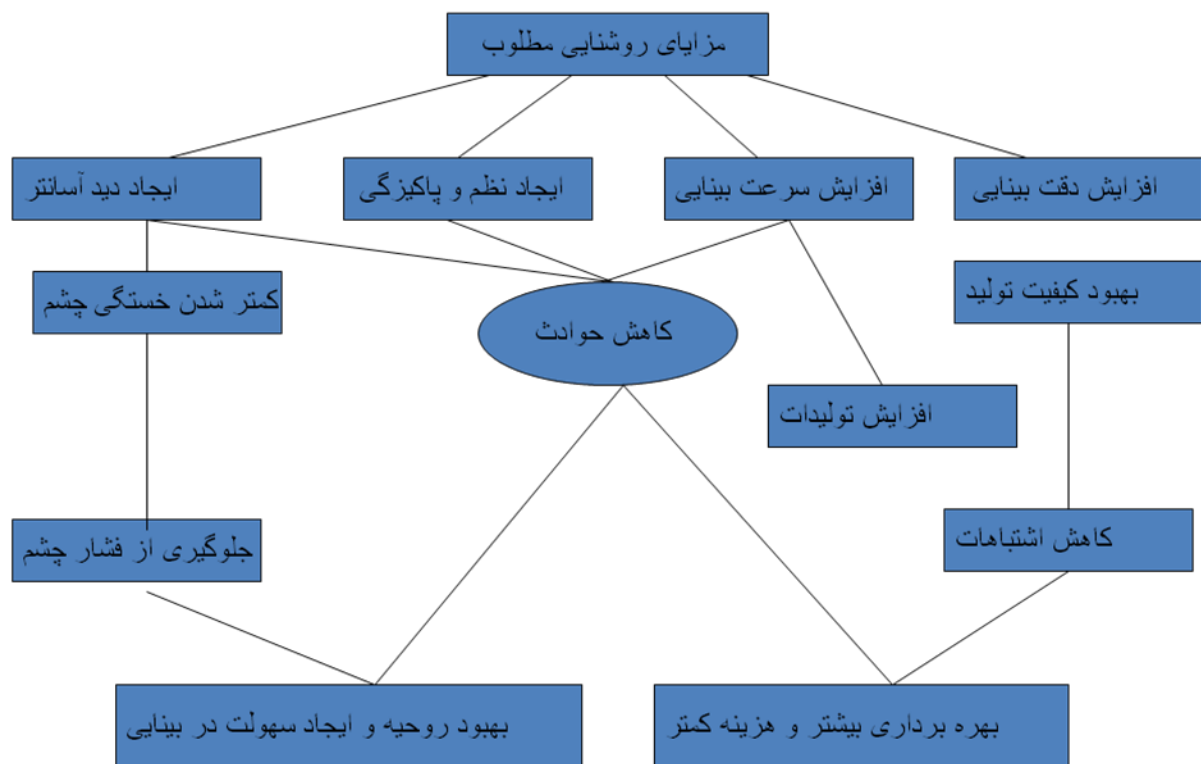 مزایای روشنایی مطلوب
افزایش دقت بینایی
افزایش سرعت بینایی
ایجاد نظم و پاکیزگی
ایجاد دید آسانتر
بهبود کیفیت تولید
کمتر شدن خستگی چشم
کاهش حوادث
افزایش تولیدات
کاهش اشتباهات
جلوگیری از فشار چشم
بهره برداری بیشتر و هزینه کمتر
بهبود روحیه و ایجاد سهولت در بینایی